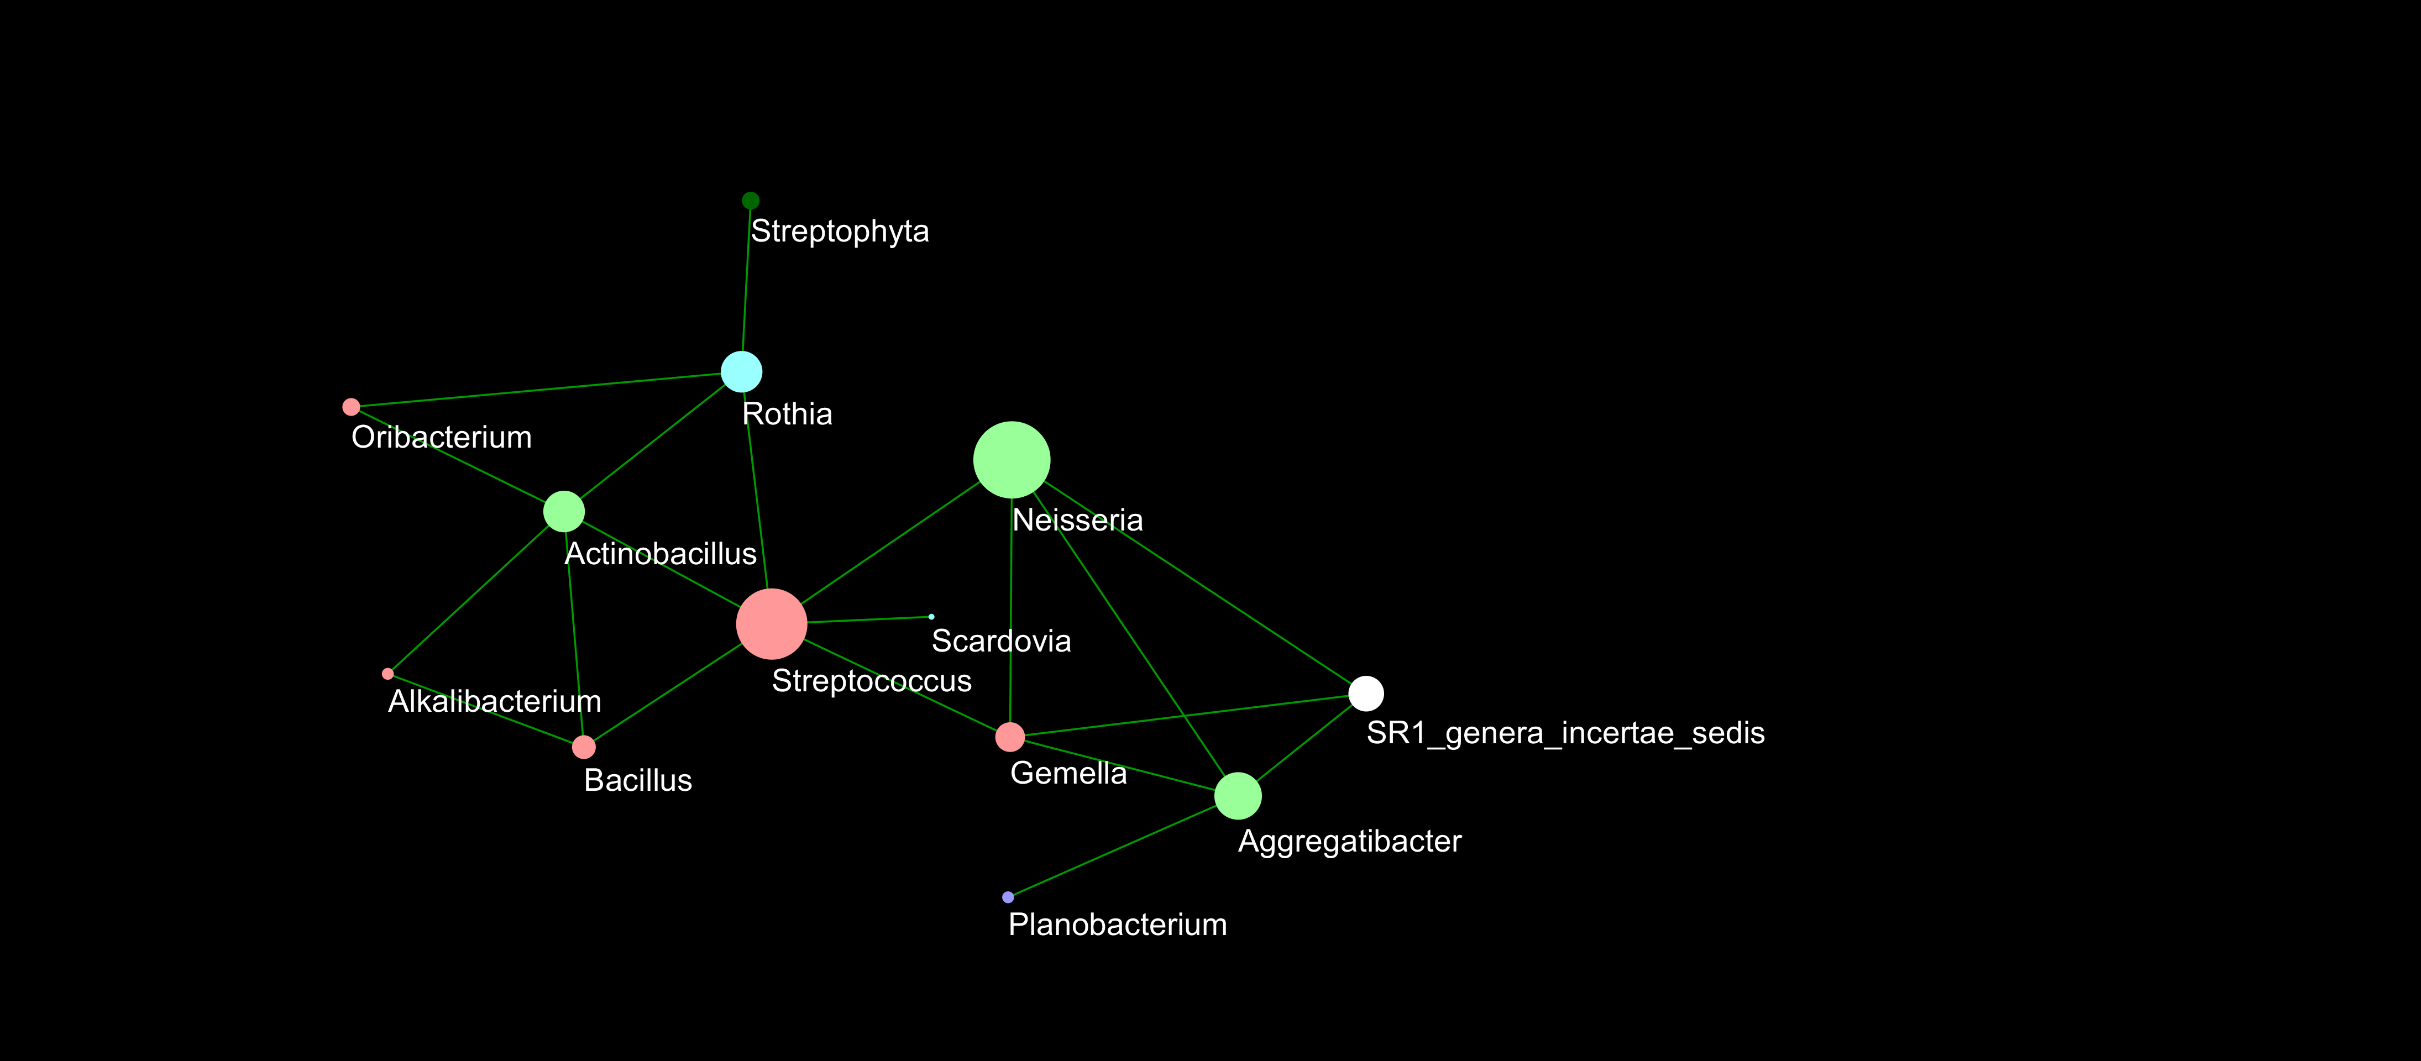 Streptophyta
Rothia
Oribacterium
Neisseria
Actinobacillus
Scardovia
Streptococcus
Alkalibacterium
SR1_genera_incertae_sedis
Gemella
Bacillus
Aggregatibacter
Planobacterium